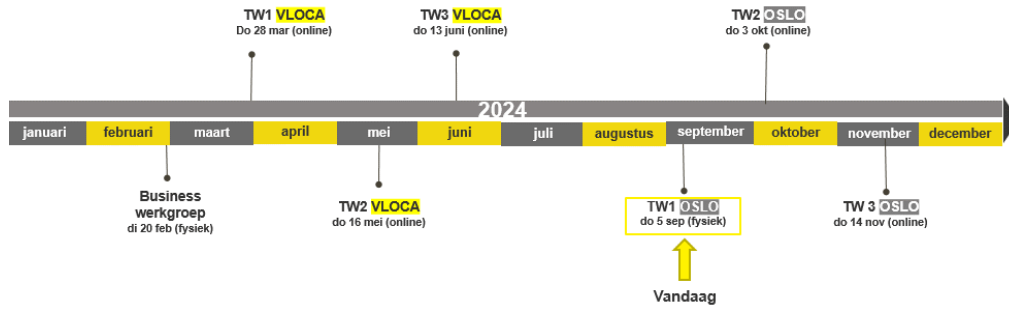 TW1 VLOCA
Do 28 mar (online)
TW3 VLOCA
do 13 juni (online)
TW2 OSLO
do 3 okt (online)
2024
januari februari maart april mei juni juli augustus september oktober november december
Business
werkgroep
di 20 feb (fysiek)
TW2 VLOCA
do 16 mei (online)
TW1 OSLO
do 5 sep (fysiek)
TW 3 OSLO
do 14 nov (online)
Vandaag